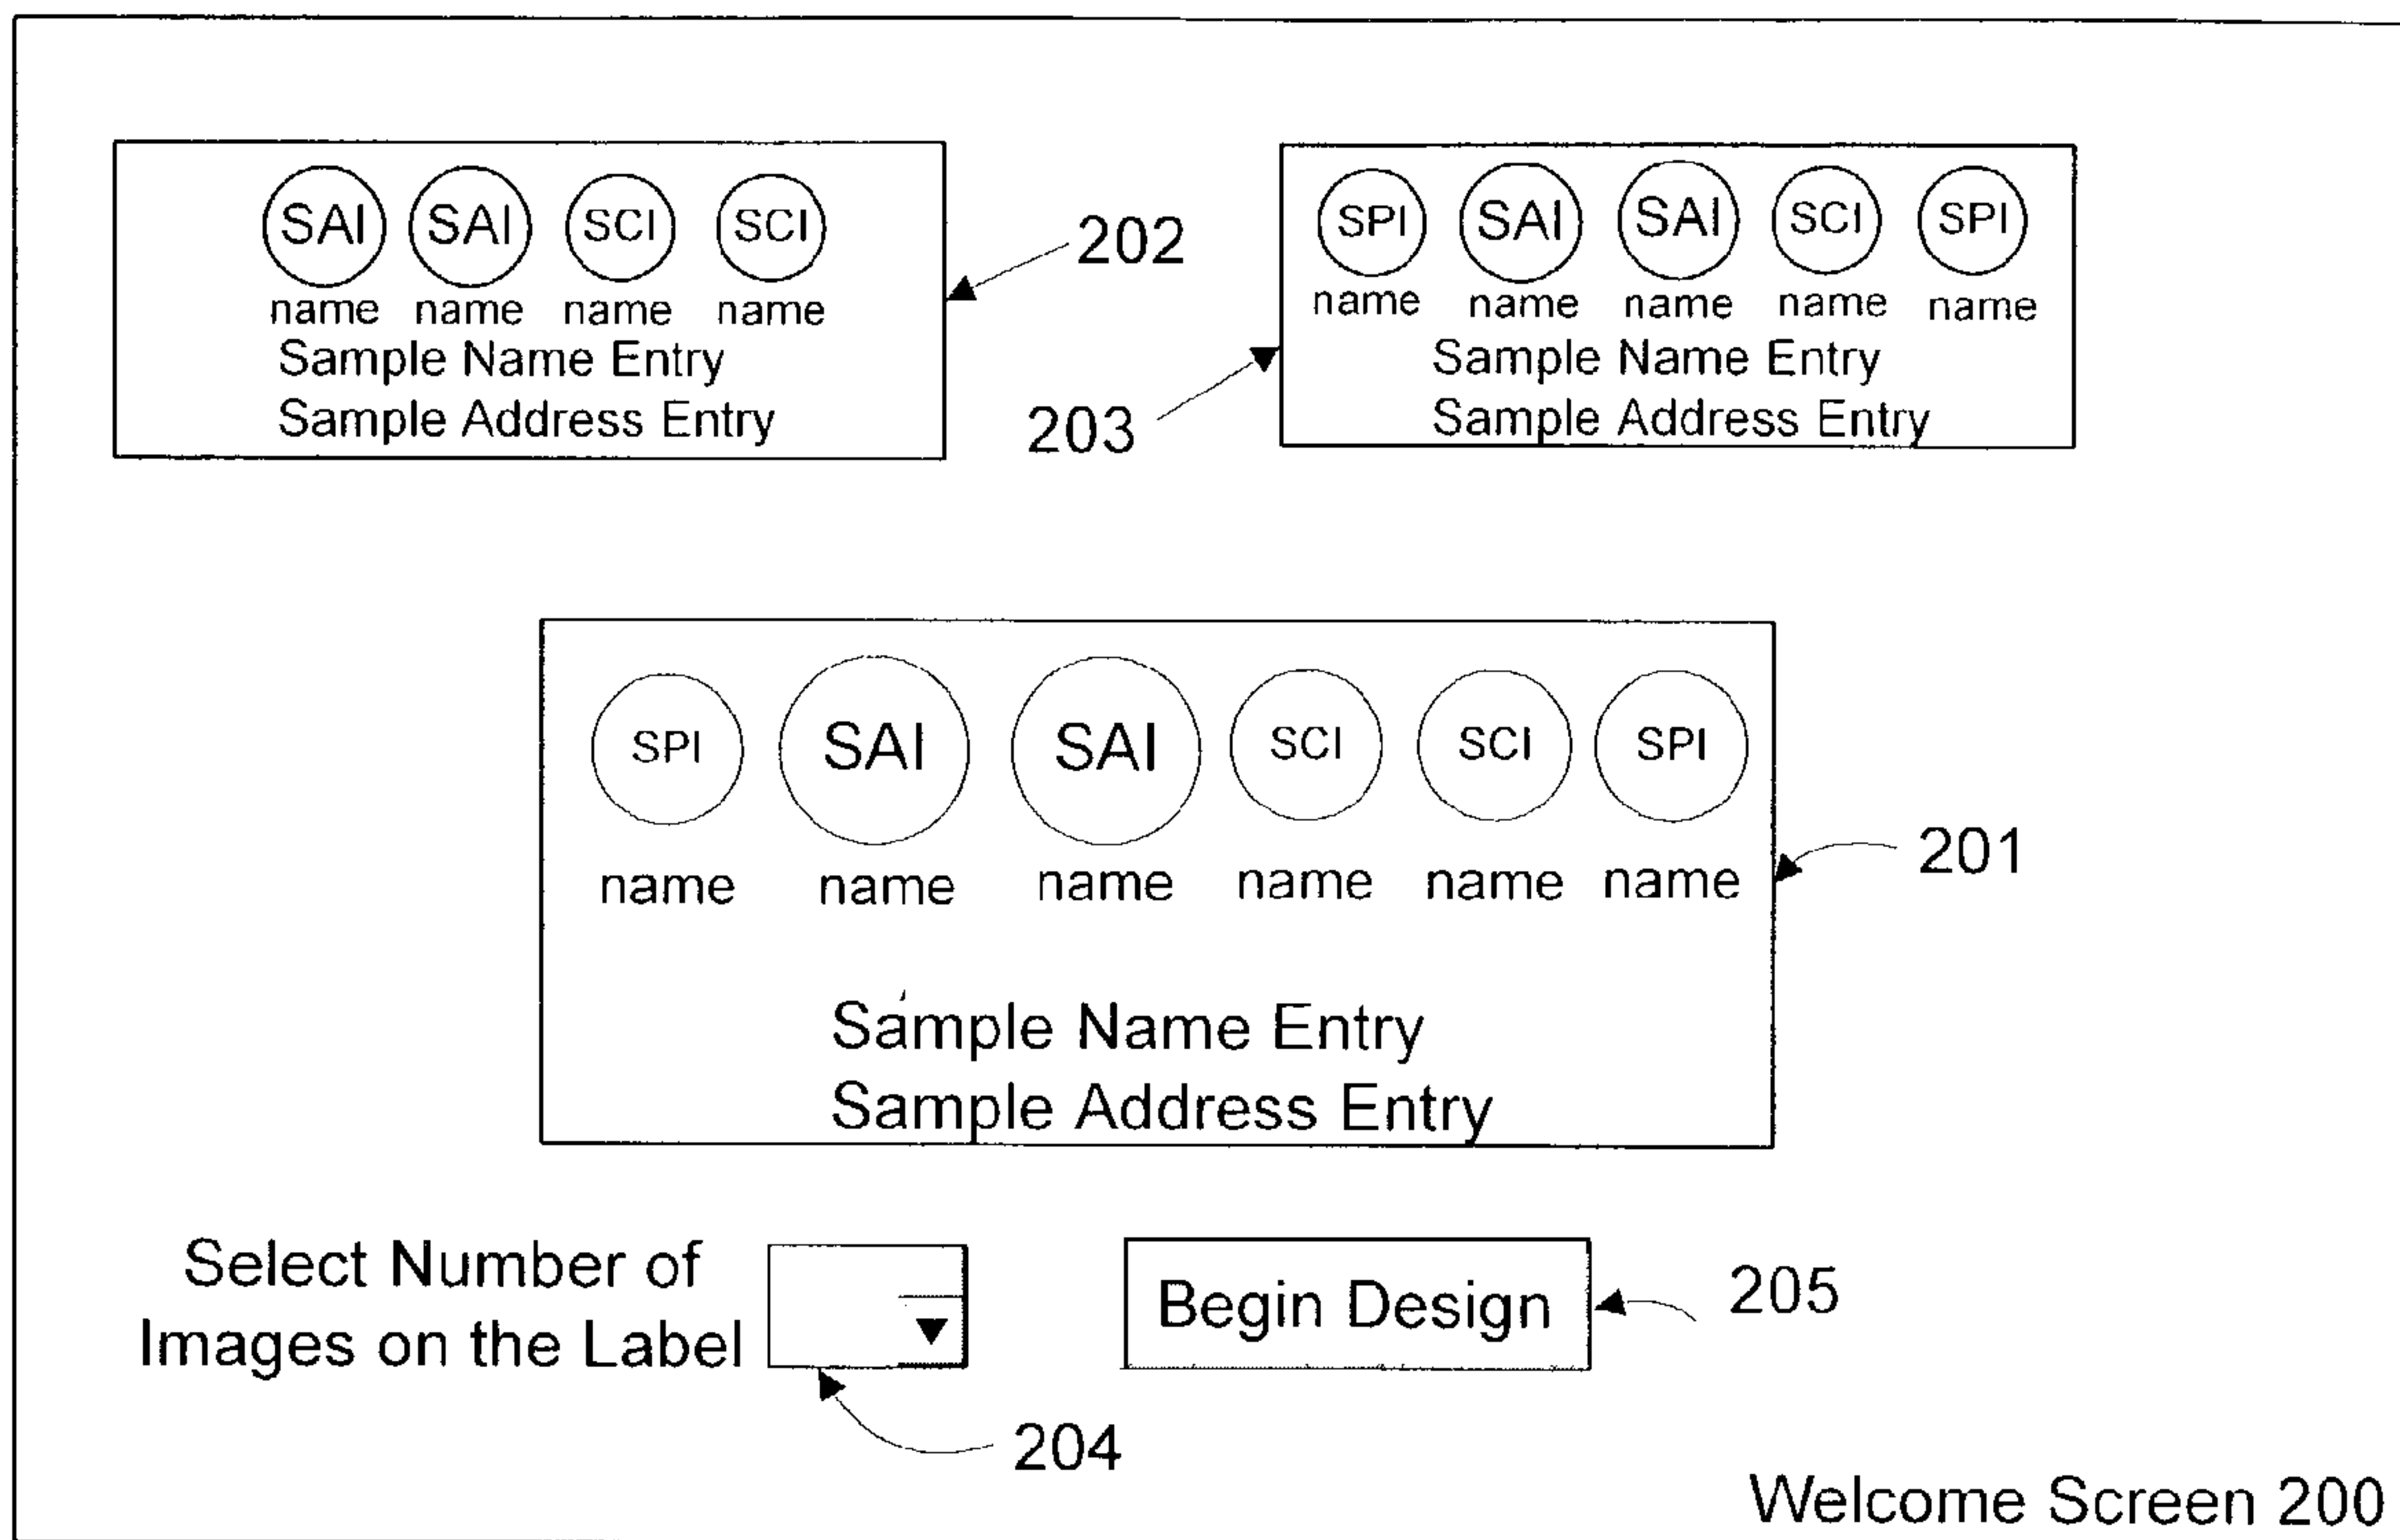 SAI SAI SCI SCI
name name name name
Sample Name Entry
Sample Address Entry
202
SPI SAI SAI SCI SPI
name name name name name
Sample Name Entry
Sample Address Entry
203
SPI SAI SAI SCI SCI SPI
name name name name name name
Sample Name Entry
Sample Address Entry
201
Select Number of
Images on the Label
204
Begin Design
205
Welcome Screen 200